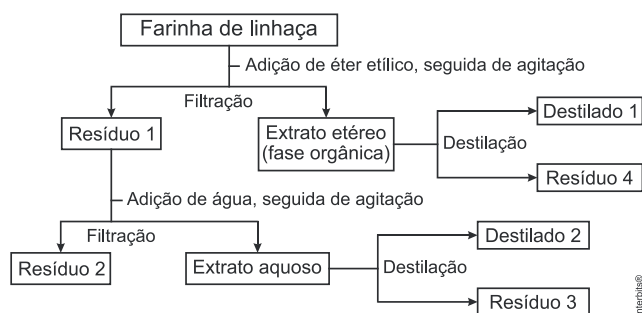 Farinha de linhaça
Adição de éter etílico, seguida de agitação
Filtração
Resíduo 1
Extrato etéreo
(fase orgânica)
Destilação
Destilado 1
Resíduo 4
Adição de água, seguida de agitação
Filtração
Resíduo 2
Extrato aquoso
Destilação
Destilado 2
Resíduo 3